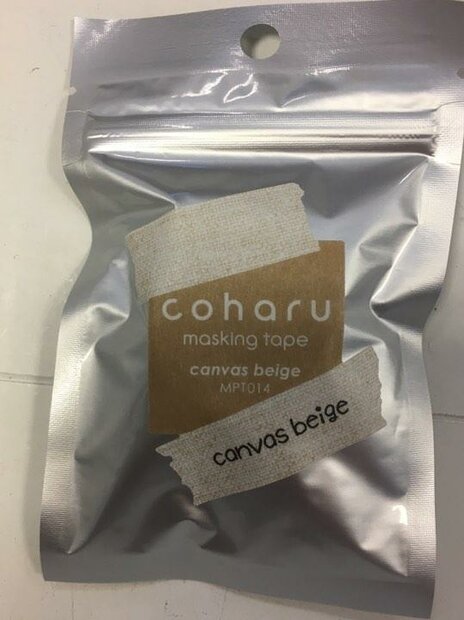 coharu
masking tape
canvas beige
MPT014
canvas beige